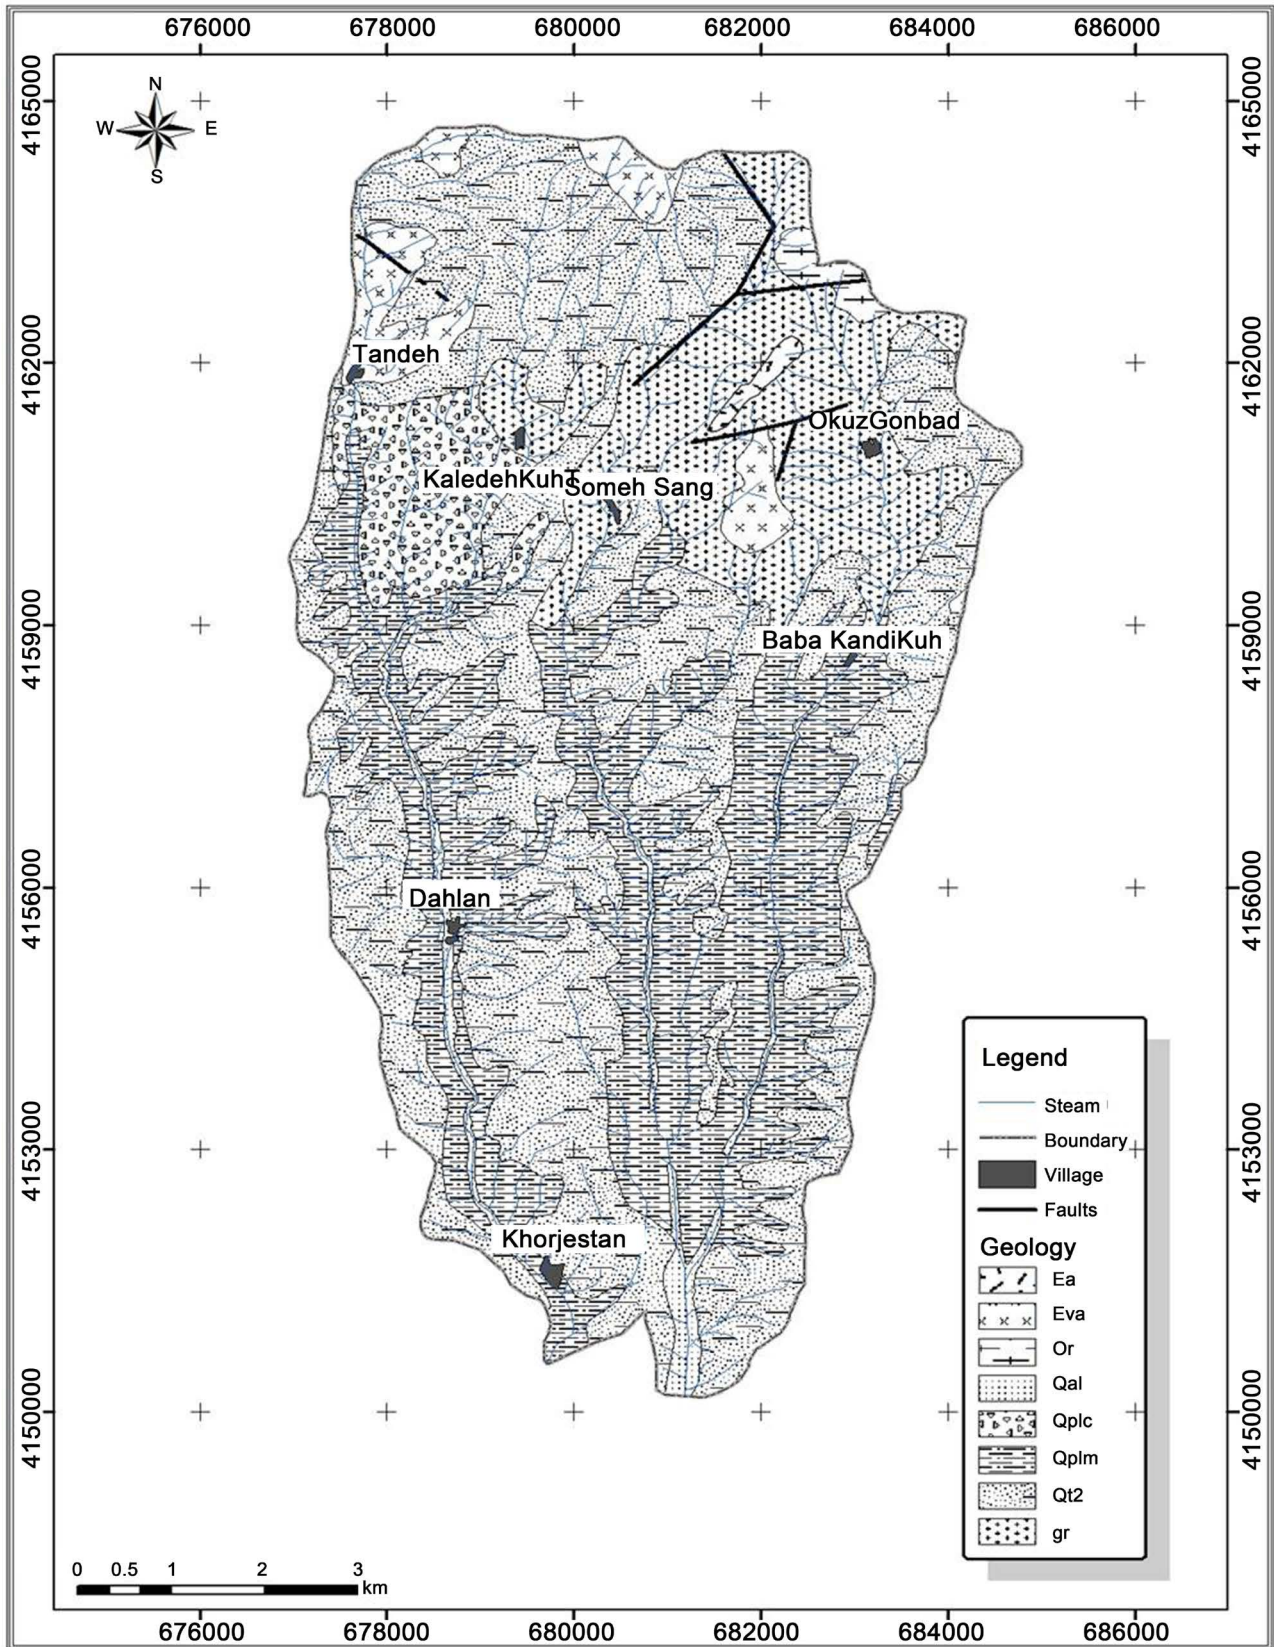 676000 678000 680000 682000 684000 686000
4165000 4165000
N
W E
S
4162000 4162000
Tandeh
OkuzGonbad
KaledehKuh
Someh Sang
4159000 4159000
Baba KandiKuh
4156000 4156000
Dahlan
4153000 4153000
Khorjestan
4150000 4150000
Legend
Steam
Boundary
Village
Faults
Geology
Ea
Eva
Or
Qal
Qplc
Qplm
Qt2
gr
0 0.5 1 2 3
km
676000 678000 680000 682000 684000 686000